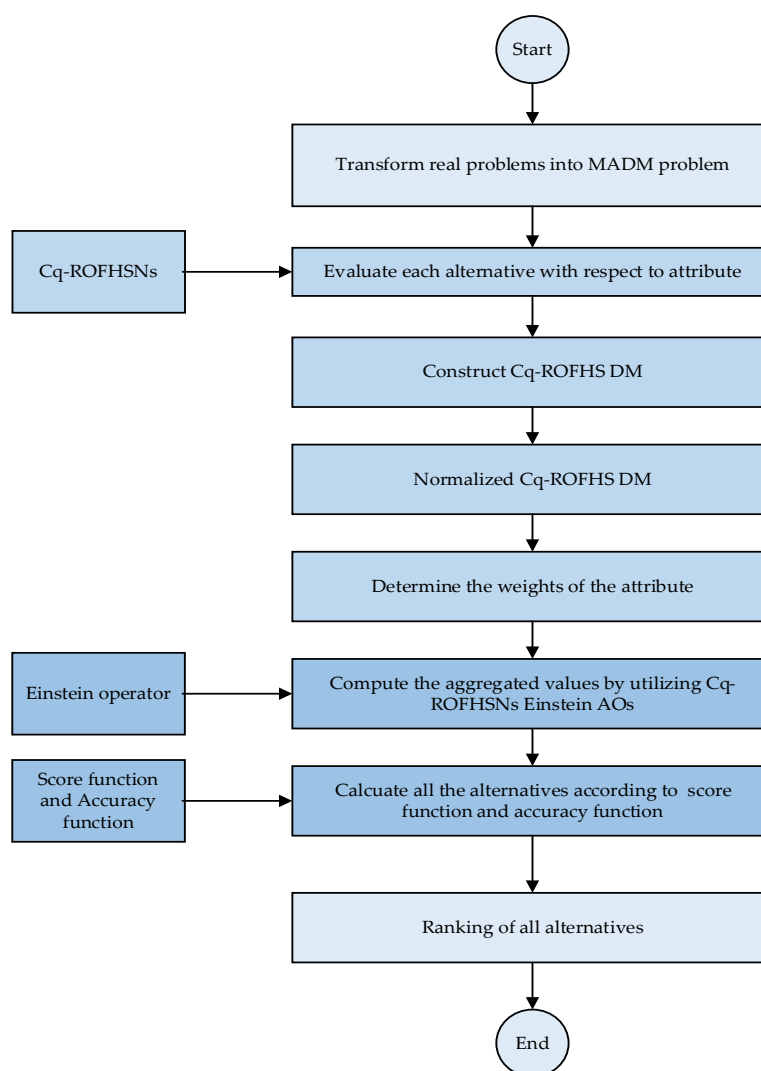 Start
Transform real problems into MADM problem
Cq-ROFHSNs
Evaluate each alternative with respect to attribute
Construct Cq-ROFHS DM
Normalized Cq-ROFHS DM
Determine the weights of the attribute
Einstein operator
Compute the aggregated values by utilizing Cq-
ROFHSNs Einstein AOs
Score function
and Accuracy
function
Calcuate all the alternatives according to score
function and accuracy function
Ranking of all alternatives
End